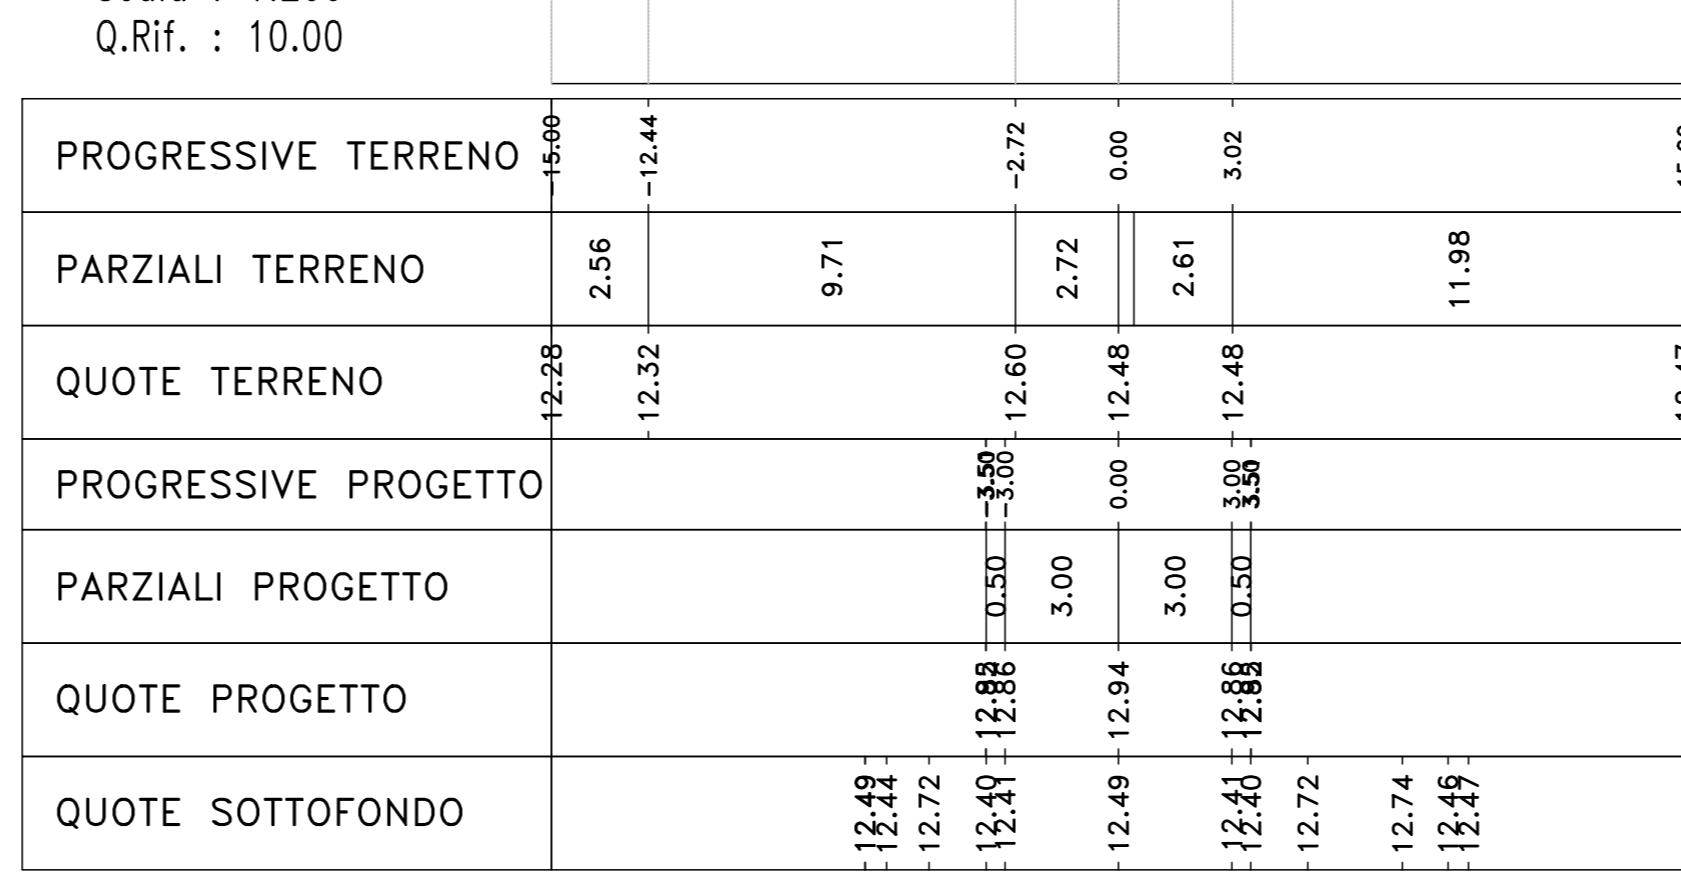 Q.Rif. : 10.00
PROGRESSIVE TERRENO -15.00 -12.44 -2.72 0.00 3.02
PARZIALI TERRENO 2.56 9.71 2.72 2.61 11.98
QUOTE TERRENO 12.28 12.32 12.60 12.48 12.48
PROGRESSIVE PROGETTO -3.50 -3.00 0.00 3.00 3.50
PARZIALI PROGETTO 0.50 3.00 3.00 0.50
QUOTE PROGETTO 12.86 12.94 12.86
QUOTE SOTTOFONDO 12.49 12.44 12.72 12.40 12.41 12.49 12.41 12.40 12.72 12.74 12.46 12.47